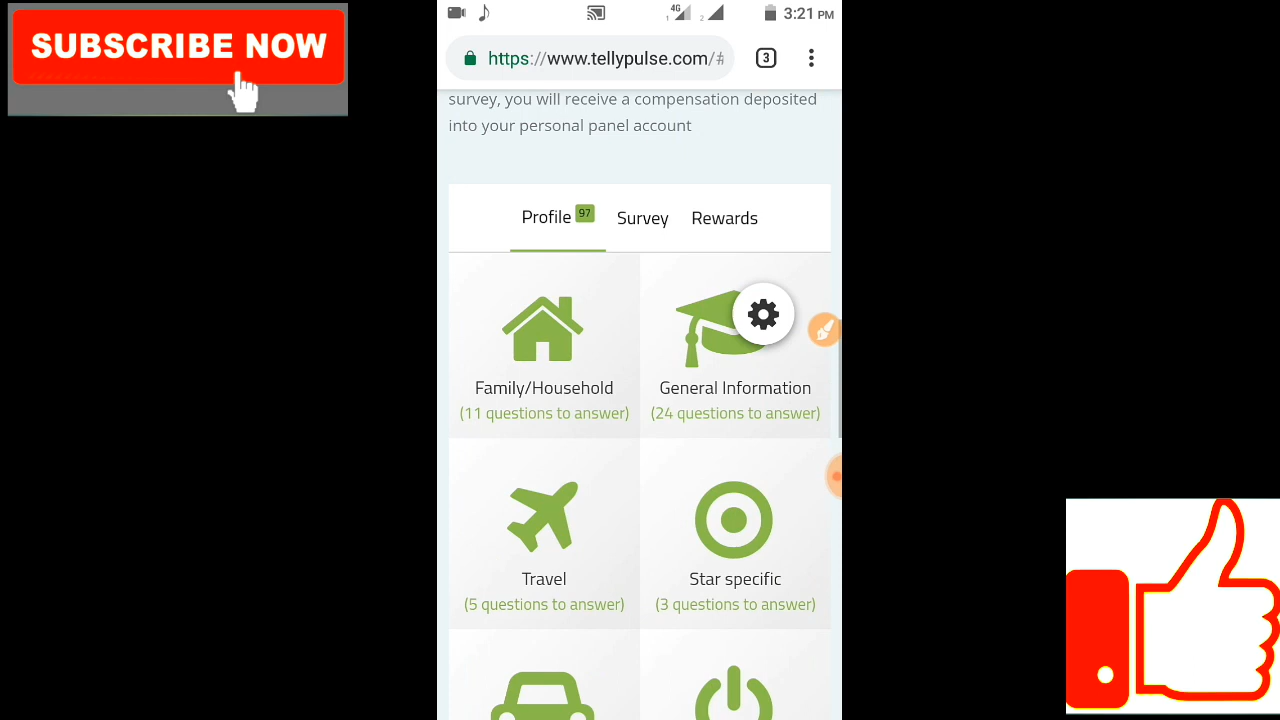 SUBSCRIBE NOW
4G
1
2
3:21 PM
https://www.tellypulse.com/#
3
survey, you will receive a compensation deposited
into your personal panel account
Profile 97 Survey Rewards
Family/Household
(11 questions to answer)
General Information
(24 questions to answer)
Travel
(5 questions to answer)
Star specific
(3 questions to answer)